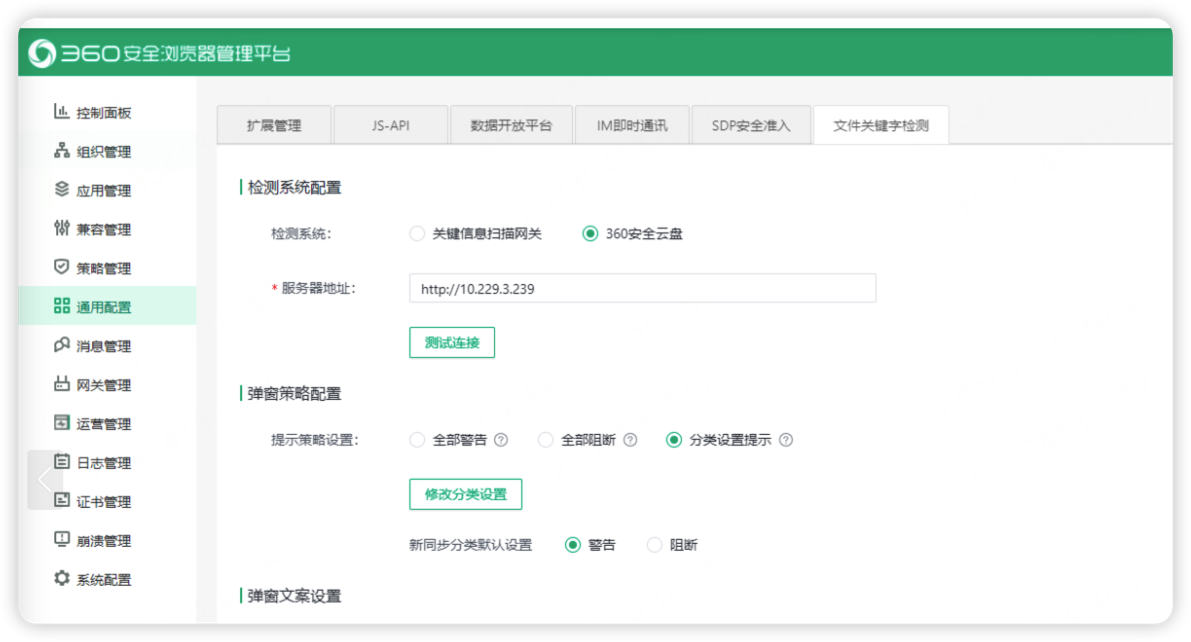 360安全浏览器管理平台
控制面板
组织管理
应用管理
兼容管理
策略管理
通用配置
消息管理
网关管理
运营管理
日志管理
证书管理
崩溃管理
系统配置
扩展管理 JS-API 数据开放平台 IM即时通讯 SDP安全准入 文件关键字检测
检测系统配置
检测系统: 关键信息扫描网关 360安全云盘
* 服务器地址: http://10.229.3.239
测试连接
弹窗策略配置
提示策略设置: 全部警告 ? 全部阻断 ? 分类设置提示 ?
修改分类设置
新同步分类默认设置 警告 阻断
弹窗文案设置